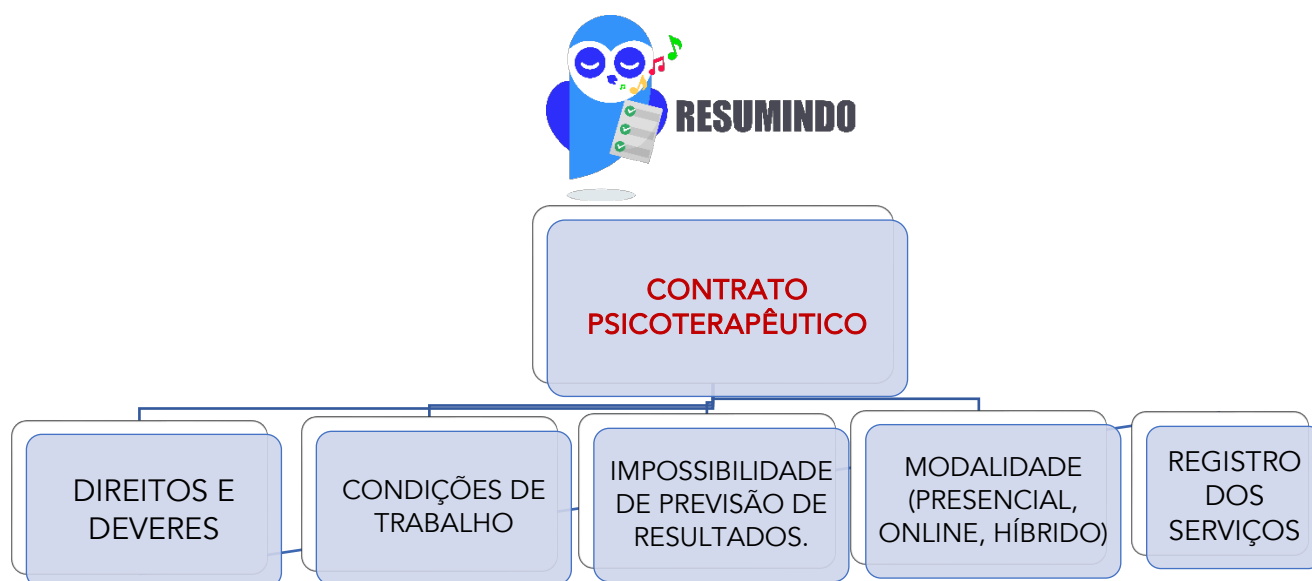 RESUMINDO
CONTRATO
PSICOTERAPÊUTICO
DIREITOS E
DEVERES
CONDIÇÕES DE
TRABALHO
IMPOSSIBILIDADE
DE PREVISÃO DE
RESULTADOS.
MODALIDADE
(PRESENCIAL,
ONLINE, HÍBRIDO)
REGISTRO
DOS
SERVIÇOS